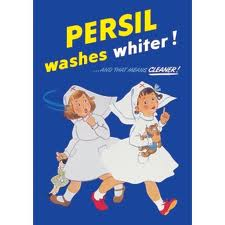 PERSIL
washes whiter!
...AND THAT MEANS CLEANER!